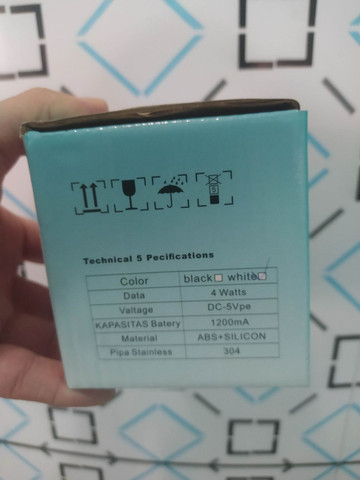 5
Technical 5 Pecifications
Color black white
Data 4 Watts
Valtage DC-5Vpe
KAPASITAS Batery 1200mA
Material ABS+SILICON
Pipa Stainless 304